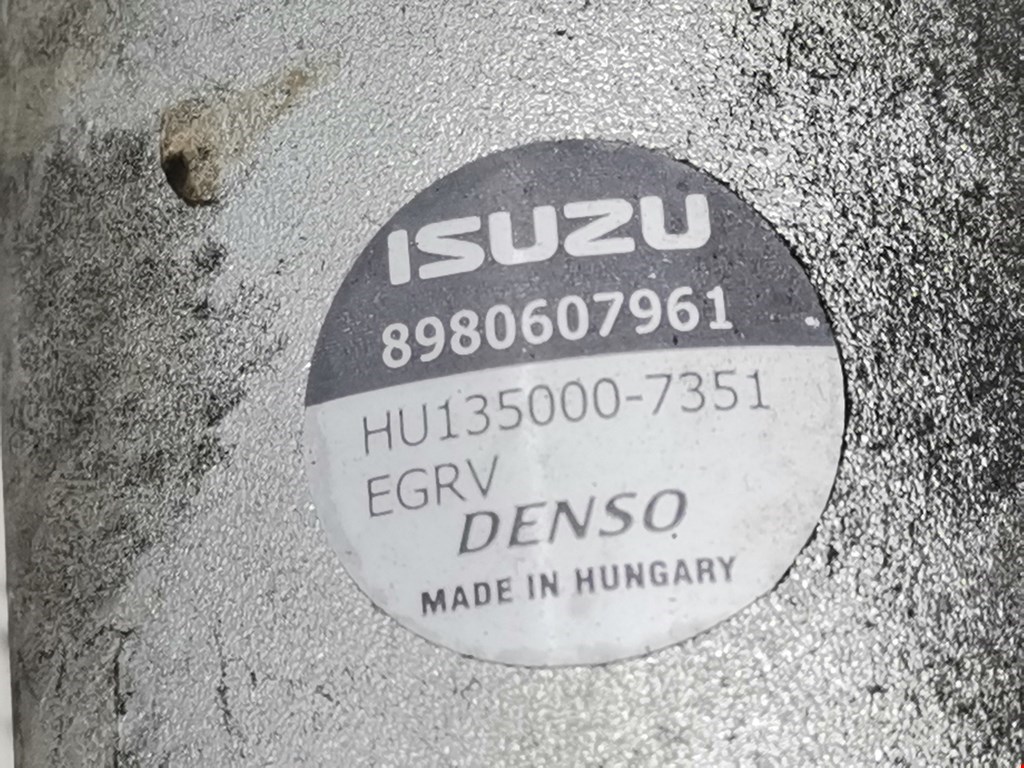 ISUZU
8980607961
HU135000-7351
EGRV
DENSO
MADE IN HUNGARY